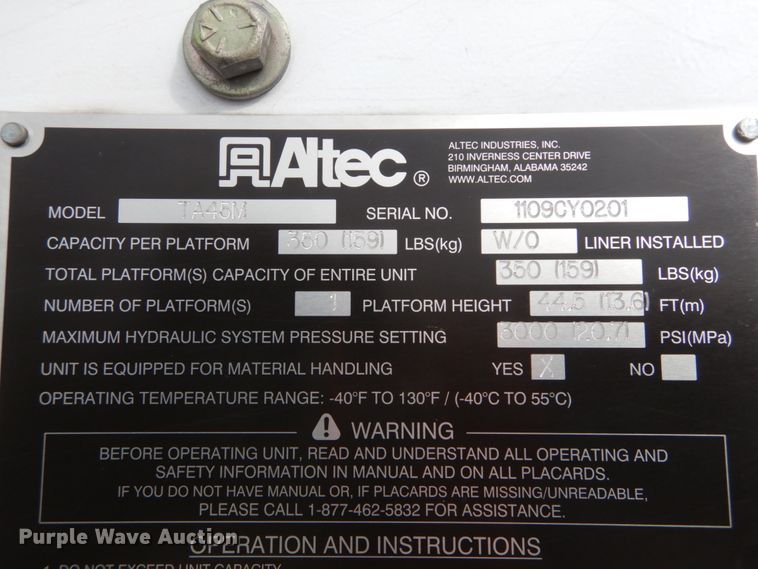 Altec ®
ALTEC INDUSTRIES, INC.
210 INVERNESS CENTER DRIVE
BIRMINGHAM, ALABAMA 35242
WWW.ALTEC.COM
MODEL TA45M SERIAL NO. 1109CY0201
CAPACITY PER PLATFORM 350 (159) LBS(kg) W/O LINER INSTALLED
TOTAL PLATFORM(S) CAPACITY OF ENTIRE UNIT 350 (159) LBS(kg)
NUMBER OF PLATFORM(S) 1 PLATFORM HEIGHT 44.5 (13.6) FT(m)
MAXIMUM HYDRAULIC SYSTEM PRESSURE SETTING 3000 (20.7) PSI(MPa)
UNIT IS EQUIPPED FOR MATERIAL HANDLING YES X NO
OPERATING TEMPERATURE RANGE: -40°F TO 130°F / (-40°C TO 55°C)
WARNING
BEFORE OPERATING UNIT, READ AND UNDERSTAND ALL OPERATING AND
SAFETY INFORMATION IN MANUAL AND ON ALL PLACARDS.
IF YOU DO NOT HAVE MANUAL OR, IF PLACARDS ARE MISSING/UNREADABLE,
PLEASE CALL 1-877-462-5832 FOR ASSISTANCE.
OPERATION AND INSTRUCTIONS
1. DO NOT EXCEED UNIT CAPACITY
Purple Wave Auction